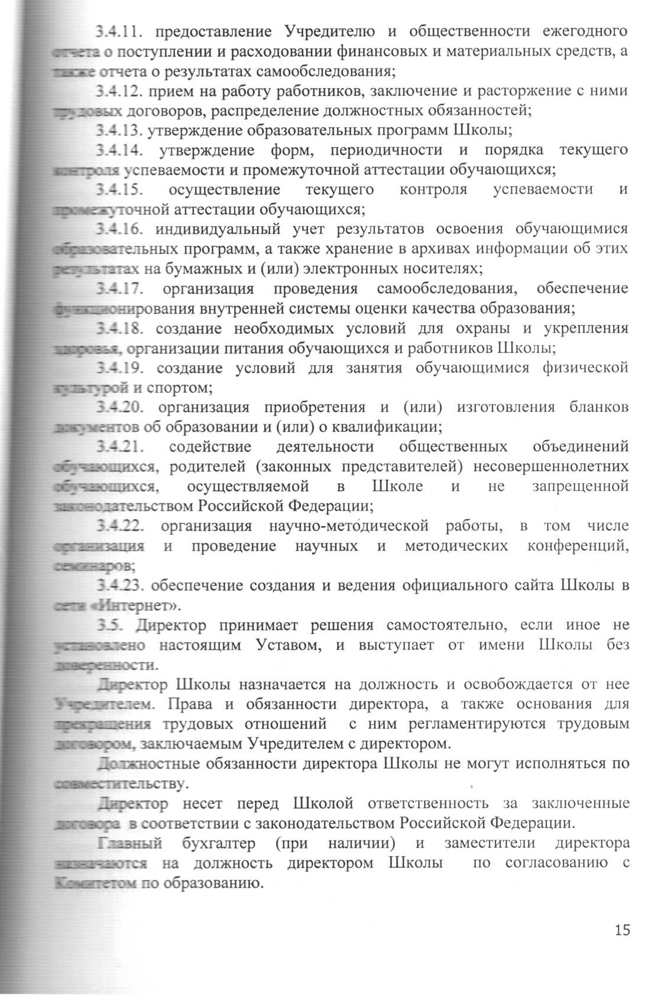 3.4.11. предоставление Учредителю и общественности ежегодного
отчета о поступлении и расходовании финансовых и материальных средств, а
также отчета о результатах самообследования;
3.4.12. прием на работу работников, заключение и расторжение с ними
трудовых договоров, распределение должностных обязанностей;
3.4.13. утверждение образовательных программ Школы;
3.4.14. утверждение форм, периодичности и порядка текущего
контроля успеваемости и промежуточной аттестации обучающихся;
3.4.15. осуществление текущего контроля успеваемости и
промежуточной аттестации обучающихся;
3.4.16. индивидуальный учет результатов освоения обучающимися
образовательных программ, а также хранение в архивах информации об этих
результатах на бумажных и (или) электронных носителях;
3.4.17. организация проведения самообследования, обеспечение
функционирования внутренней системы оценки качества образования;
3.4.18. создание необходимых условий для охраны и укрепления
здоровья, организации питания обучающихся и работников Школы;
3.4.19. создание условий для занятия обучающимися физической
культурой и спортом;
3.4.20. организация приобретения и (или) изготовления бланков
документов об образовании и (или) о квалификации;
3.4.21. содействие деятельности общественных объединений
обучающихся, родителей (законных представителей) несовершеннолетних
обучающихся, осуществляемой в Школе и не запрещенной
законодательством Российской Федерации;
3.4.22. организация научно-методической работы, в том числе
организация и проведение научных и методических конференций,
семинаров;
3.4.23. обеспечение создания и ведения официального сайта Школы в
сети «Интернет».
3.5. Директор принимает решения самостоятельно, если иное не
установлено настоящим Уставом, и выступает от имени Школы без
доверенности.
Директор Школы назначается на должность и освобождается от нее
Учредителем. Права и обязанности директора, а также основания для
прекращения трудовых отношений с ним регламентируются трудовым
договором, заключаемым Учредителем с директором.
Должностные обязанности директора Школы не могут исполняться по
совместительству.
Директор несет перед Школой ответственность за заключенные
договора в соответствии с законодательством Российской Федерации.
Главный бухгалтер (при наличии) и заместители директора
назначаются на должность директором Школы по согласованию с
Комитетом по образованию.
15